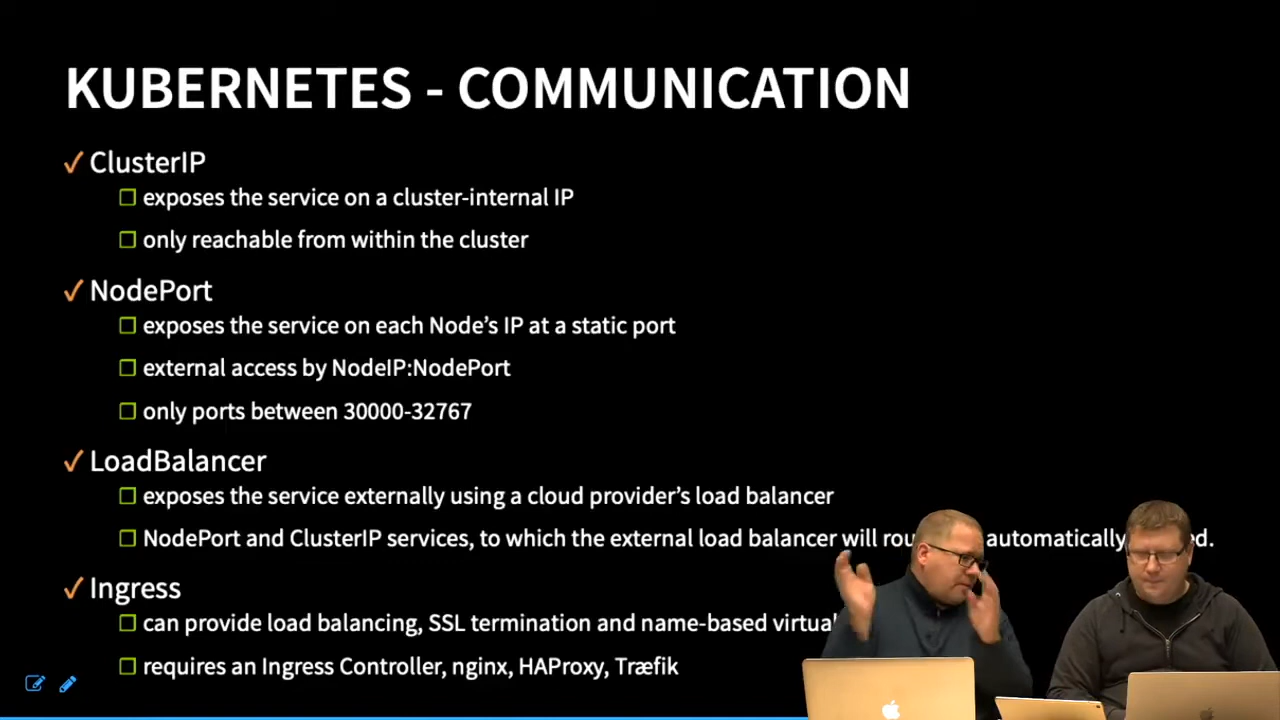 KUBERNETES - COMMUNICATION
ClusterIP
exposes the service on a cluster-internal IP
only reachable from within the cluster
NodePort
exposes the service on each Node’s IP at a static port
external access by NodeIP:NodePort
only ports between 30000-32767
LoadBalancer
exposes the service externally using a cloud provider’s load balancer
NodePort and ClusterIP services, to which the external load balancer will automatically
Ingress
can provide load balancing, SSL termination and name-based virtual
requires an Ingress Controller, nginx, HAProxy, Træfik